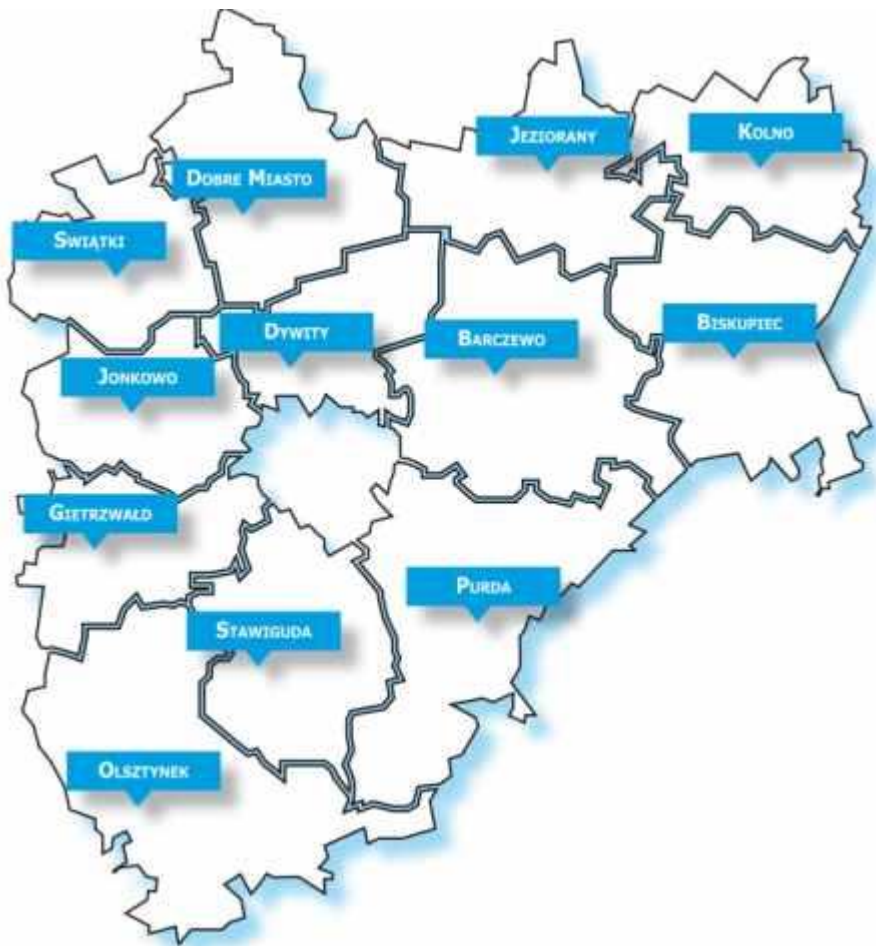 JEZIORANY
KOLNO
DOBRE MIASTO
ŚWIĄTKI
DYWITY
BARCZEWO
BISKUPIEC
JONKOWO
GIETRZWAŁD
PURDA
STAWIGUDA
OLSZTYNEK